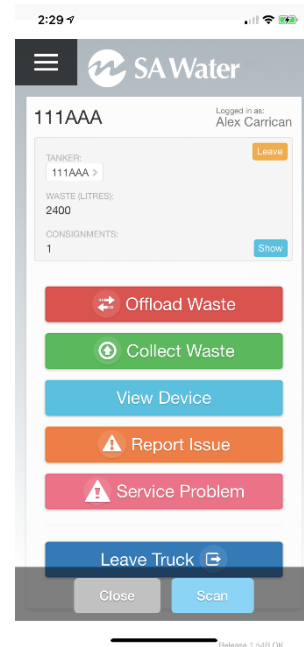 2:29
SA Water
111AAA
Logged in as:
Alex Carrican
TANKER:
Leave
111AAA >
WASTE (LITRES):
2400
CONSIGNMENTS:
1
Show
Offload Waste
Collect Waste
View Device
Report Issue
Service Problem
Leave Truck
Close
Scan
Release